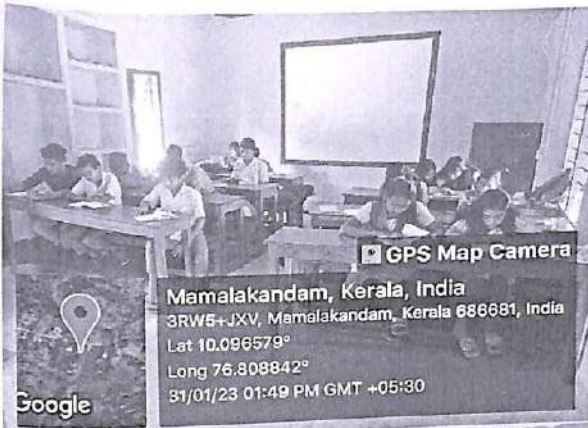 GPS Map Camera
Mamalakandam, Kerala, India
3RW5+JXV, Mamalakandam, Kerala 686681, India
Lat 10.096579°
Long 76.808842°
31/01/23 01:49 PM GMT +05:30
Google